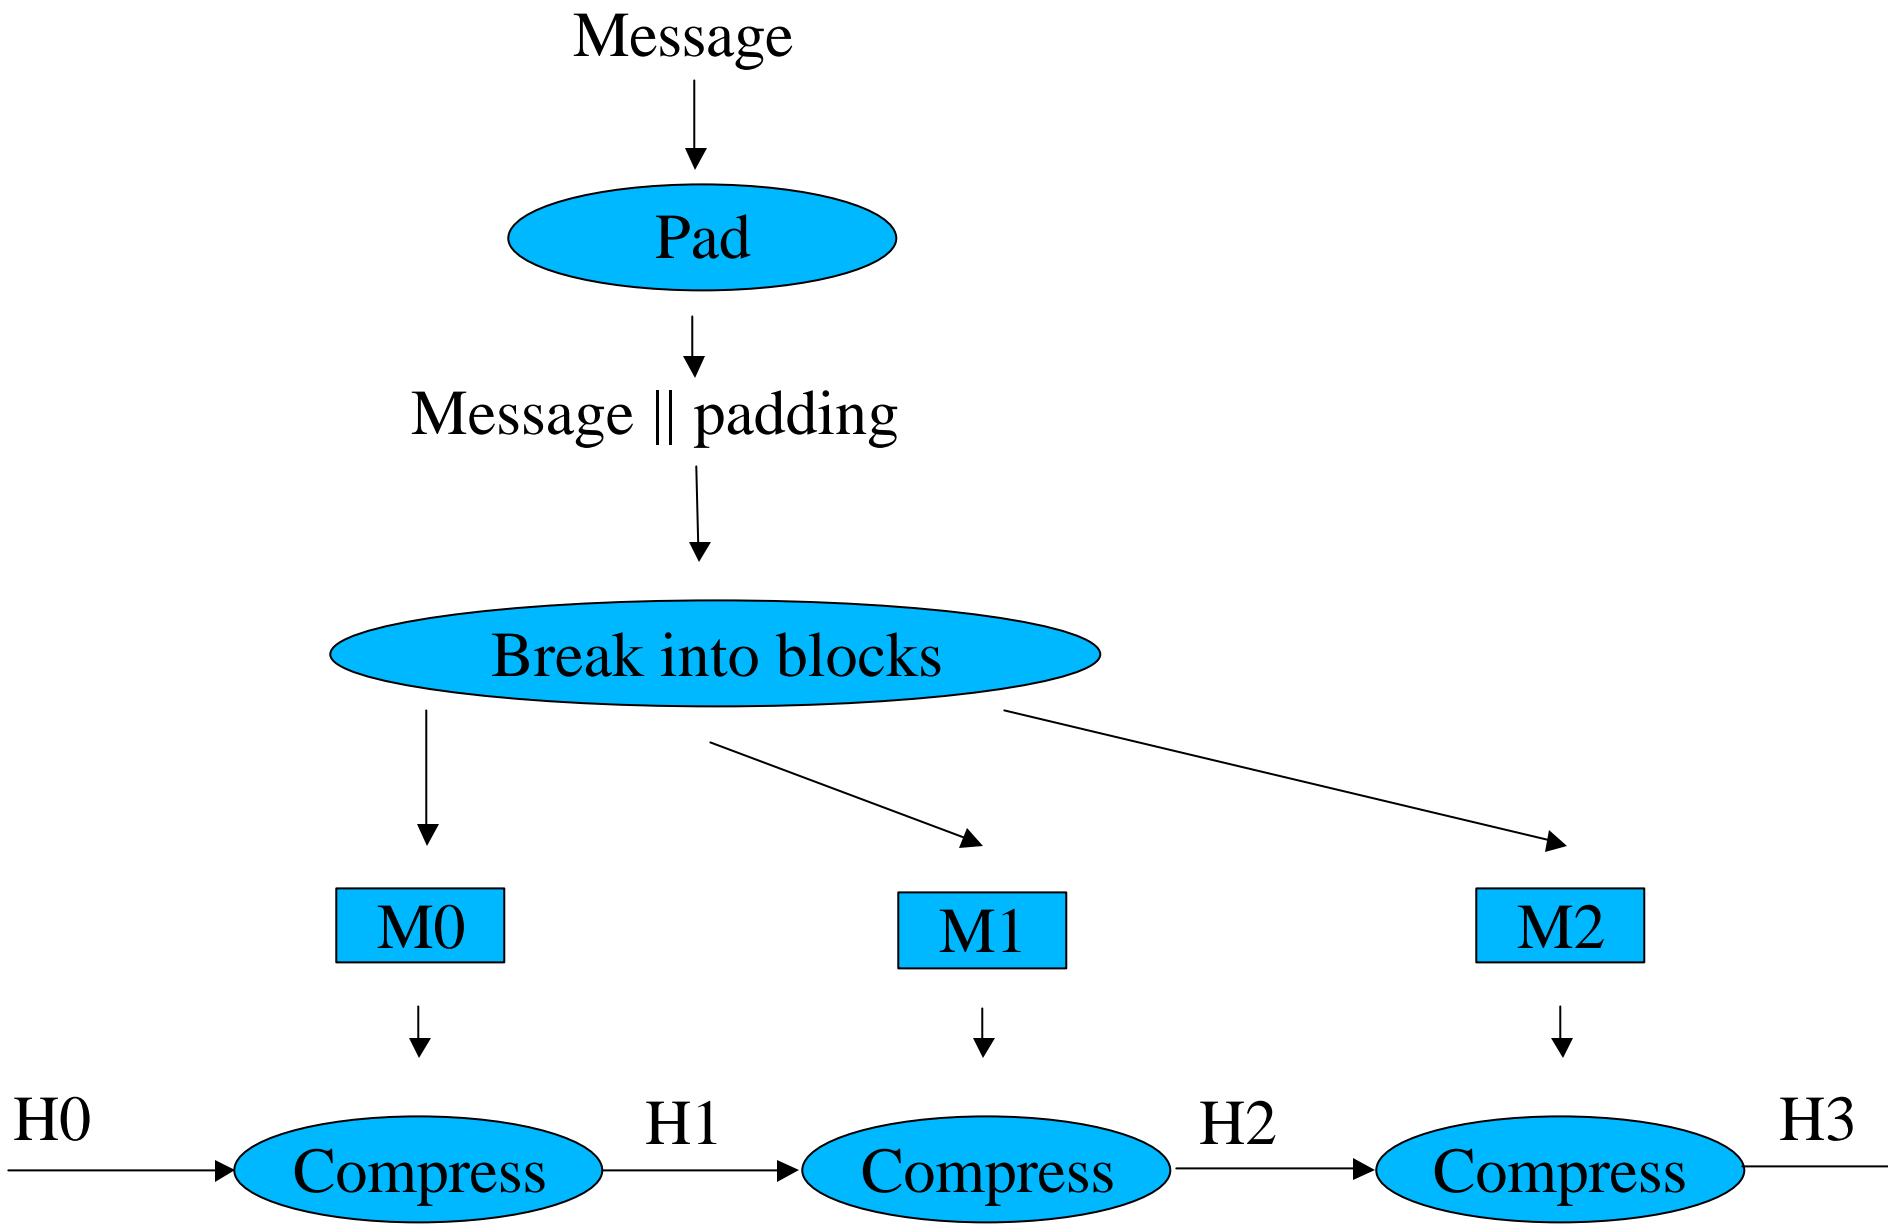 Message
Pad
Message || padding
Break into blocks
M0
M1
M2
H0
H1
H2
H3
Compress
Compress
Compress